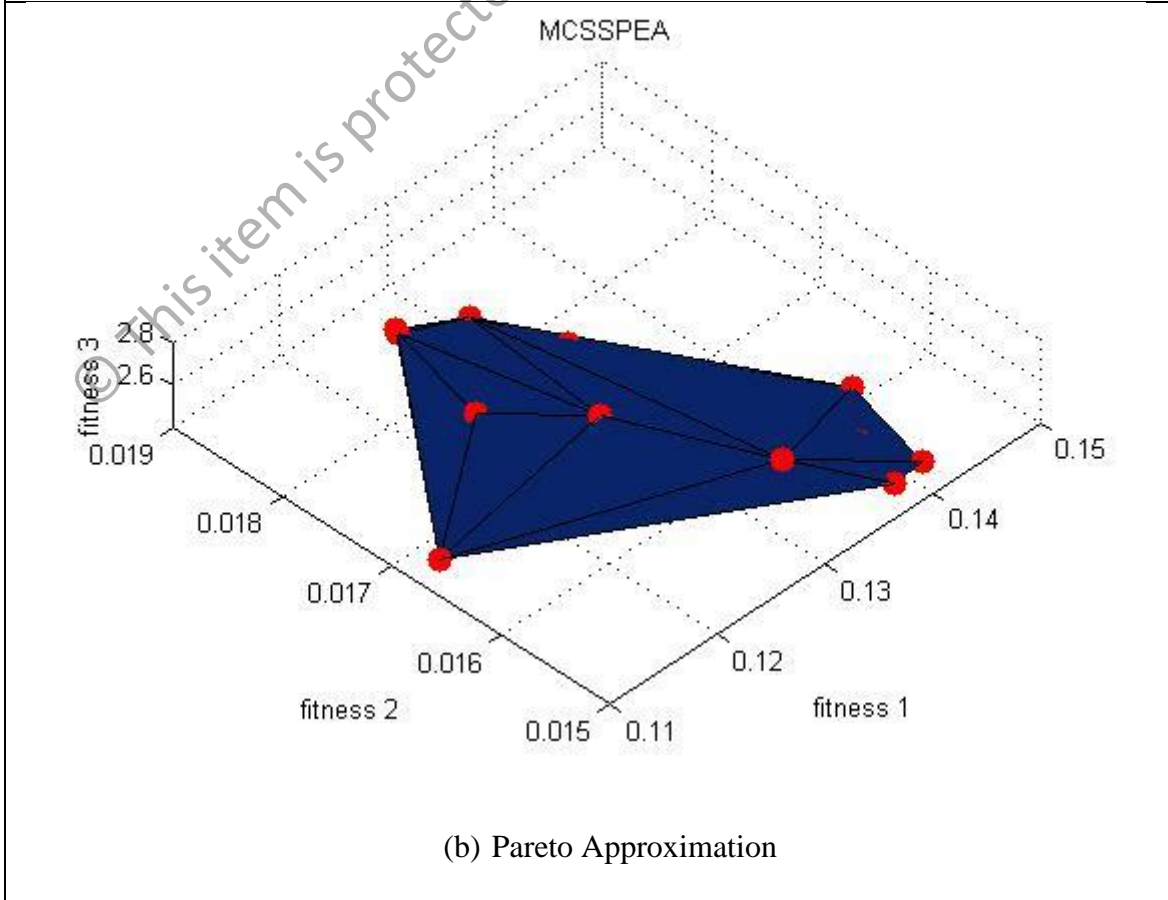 MCSSPEA
© This item is protecte
fitness 3
2.8
2.6
0.019
0.018
0.017
0.016
0.015
fitness 2
0.11
0.12
0.13
0.14
0.15
fitness 1
(b) Pareto Approximation